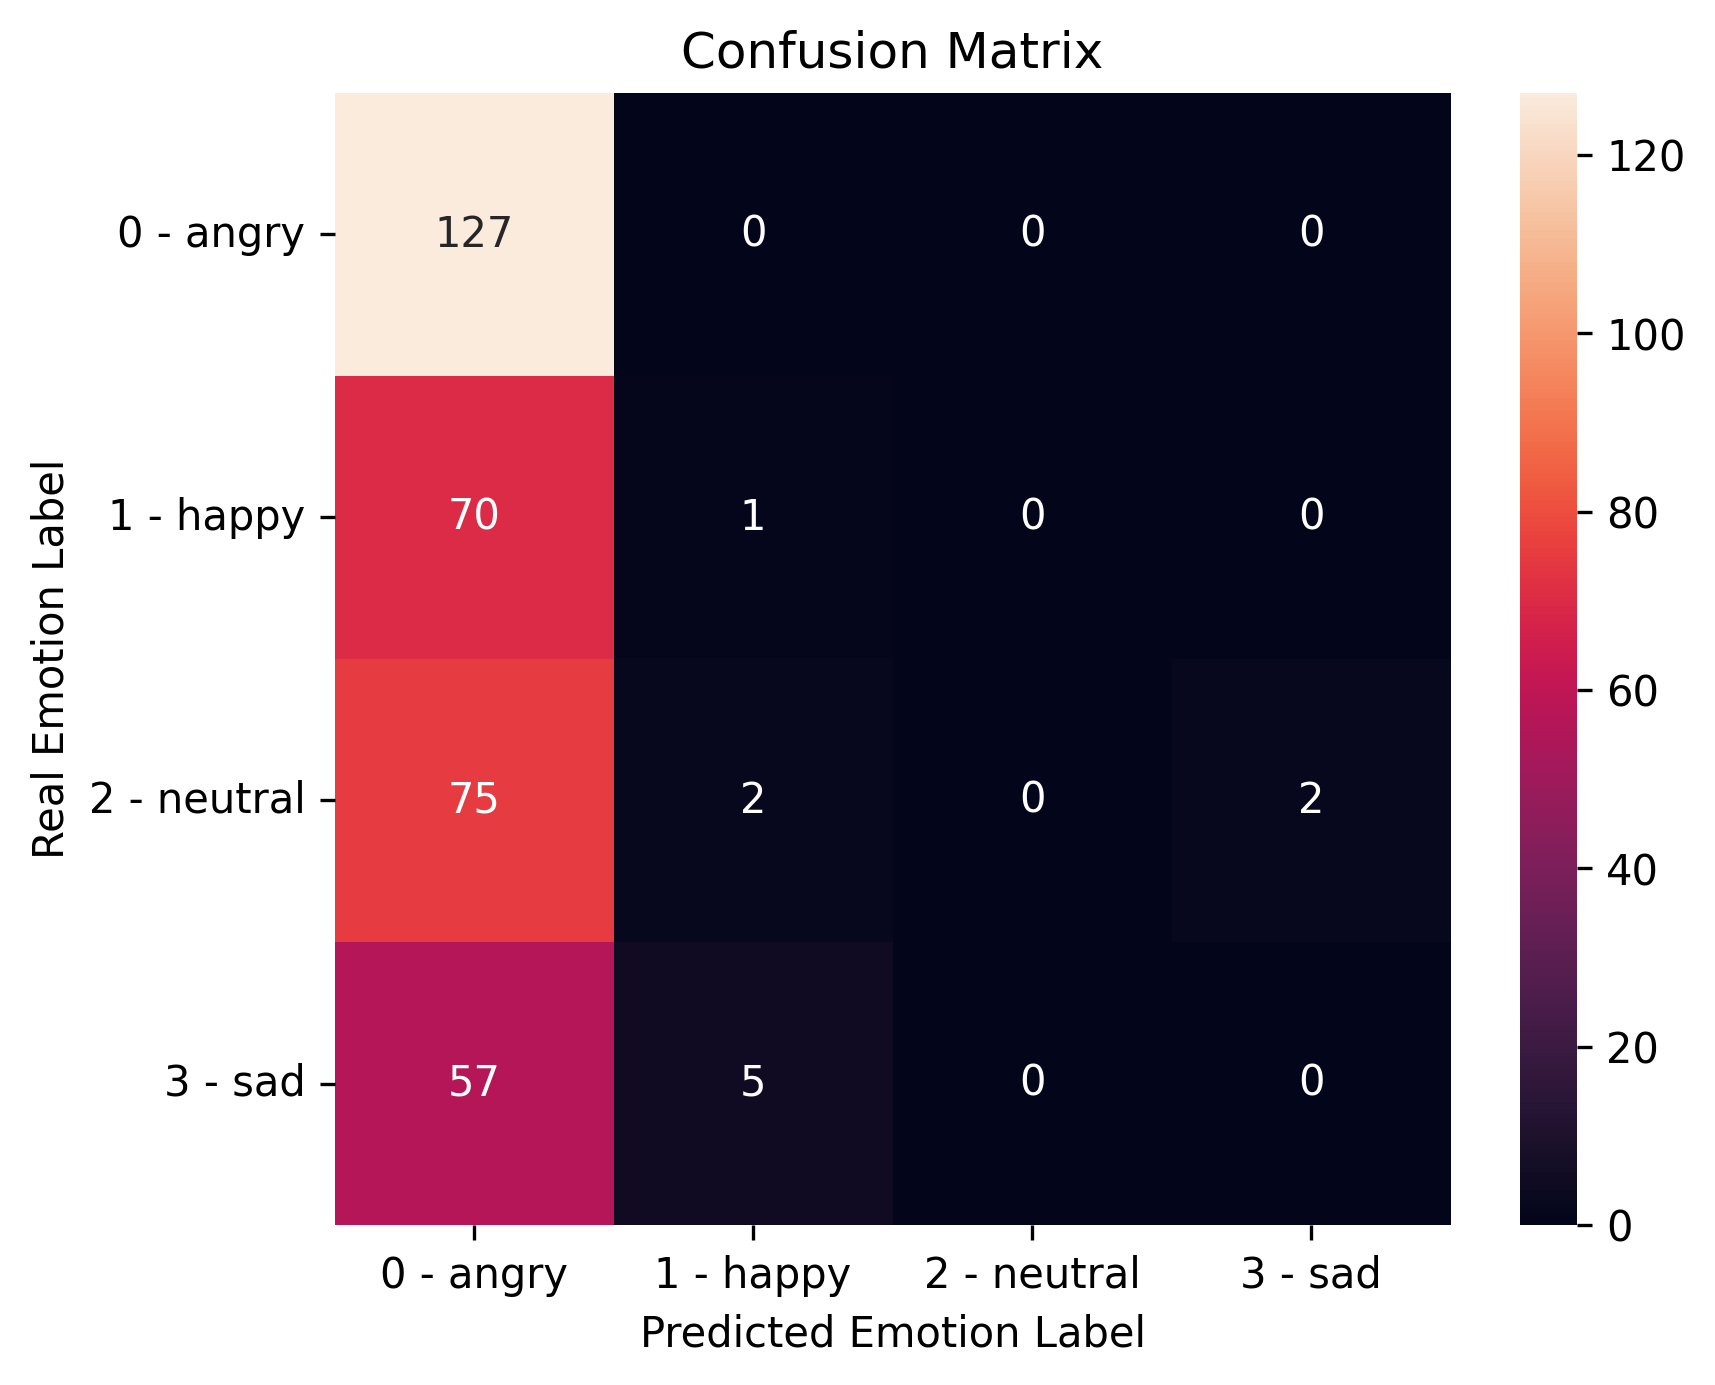 Confusion Matrix
Real Emotion Label
0 - angry 127 0 0 0
1 - happy 70 1 0 0
2 - neutral 75 2 0 2
3 - sad 57 5 0 0
0 - angry 1 - happy 2 - neutral 3 - sad
Predicted Emotion Label
120
100
80
60
40
20
0